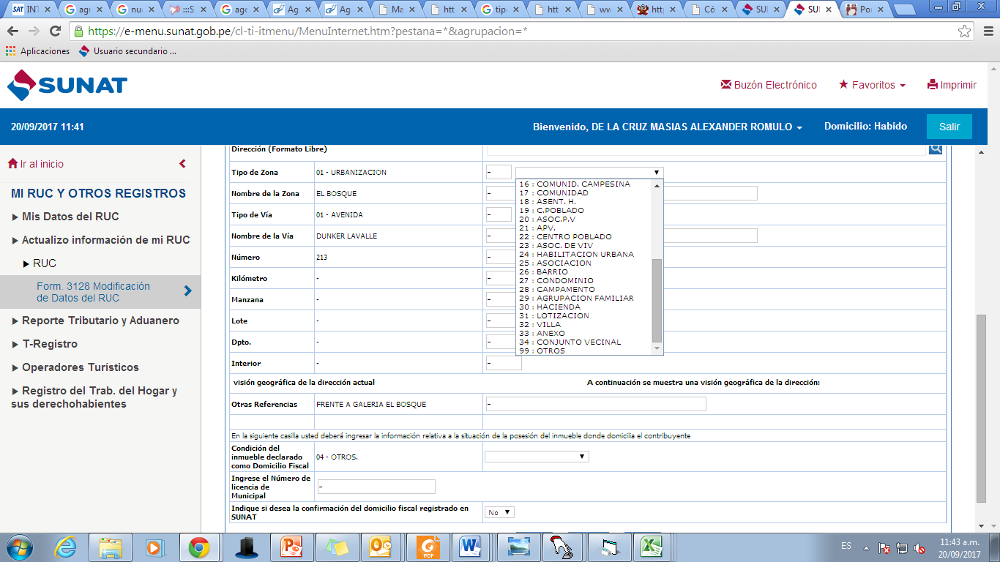 INT
ag
nu
:::S
age
Ag
Ag
Ma
htt
tip
htt
ww
http
Có
SU
SU
Po
https://e-menu.sunat.gob.pe/cl-ti-itmenu/MenuInternet.htm?pestana=*&agrupacion=*
Aplicaciones Usuario secundario ...
SUNAT
Buzón Electrónico Favoritos Imprimir
20/09/2017 11:41 Bienvenido, DE LA CRUZ MASIAS ALEXANDER ROMULO Domicilio: Habido Salir
Ir al inicio
MI RUC Y OTROS REGISTROS
Mis Datos del RUC
Actualizo información de mi RUC
RUC
Form. 3128 Modificación
de Datos del RUC
Reporte Tributario y Aduanero
T-Registro
Operadores Turísticos
Registro del Trab. del Hogar y
sus derechohabientes
Dirección (Formato Libre)
Tipo de Zona 01 - URBANIZACION -
Nombre de la Zona EL BOSQUE -
Tipo de Vía 01 - AVENIDA -
Nombre de la Vía DUNKER LAVALLE -
Número 213 -
Kilómetro - -
Manzana - -
Lote - -
Dpto. - -
Interior - -
16 : COMUNID. CAMPESINA
17 : COMUNIDAD
18 : ASENT. H.
19 : C.POBLADO
20 : ASOC.P.V
21 : APV.
22 : CENTRO POBLADO
23 : ASOC. DE VIV
24 : HABILITACION URBANA
25 : ASOCIACION
26 : BARRIO
27 : CONDOMINIO
28 : CAMPAMENTO
29 : AGRUPACION FAMILIAR
30 : HACIENDA
31 : LOTIZACION
32 : VILLA
33 : ANEXO
34 : CONJUNTO VECINAL
99 : OTROS
visión geográfica de la dirección actual A continuación se muestra una visión geográfica de la dirección:
Otras Referencias FRENTE A GALERIA EL BOSQUE -
En la siguiente casilla usted deberá ingresar la información relativa a la situación de la posesión del inmueble donde domicilia el contribuyente
Condición del
inmueble declarado
como Domicilio Fiscal
04 - OTROS.
Ingrese el Número de
licencia de
Municipal
-
Indique si desea la confirmación del domicilio fiscal registrado en
SUNAT
No
ES
11:43 a.m.
20/09/2017